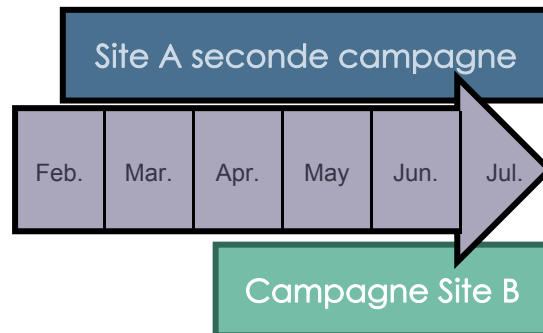 Site A seconde campagne
Feb. Mar. Apr. May Jun. Jul.
Campagne Site B